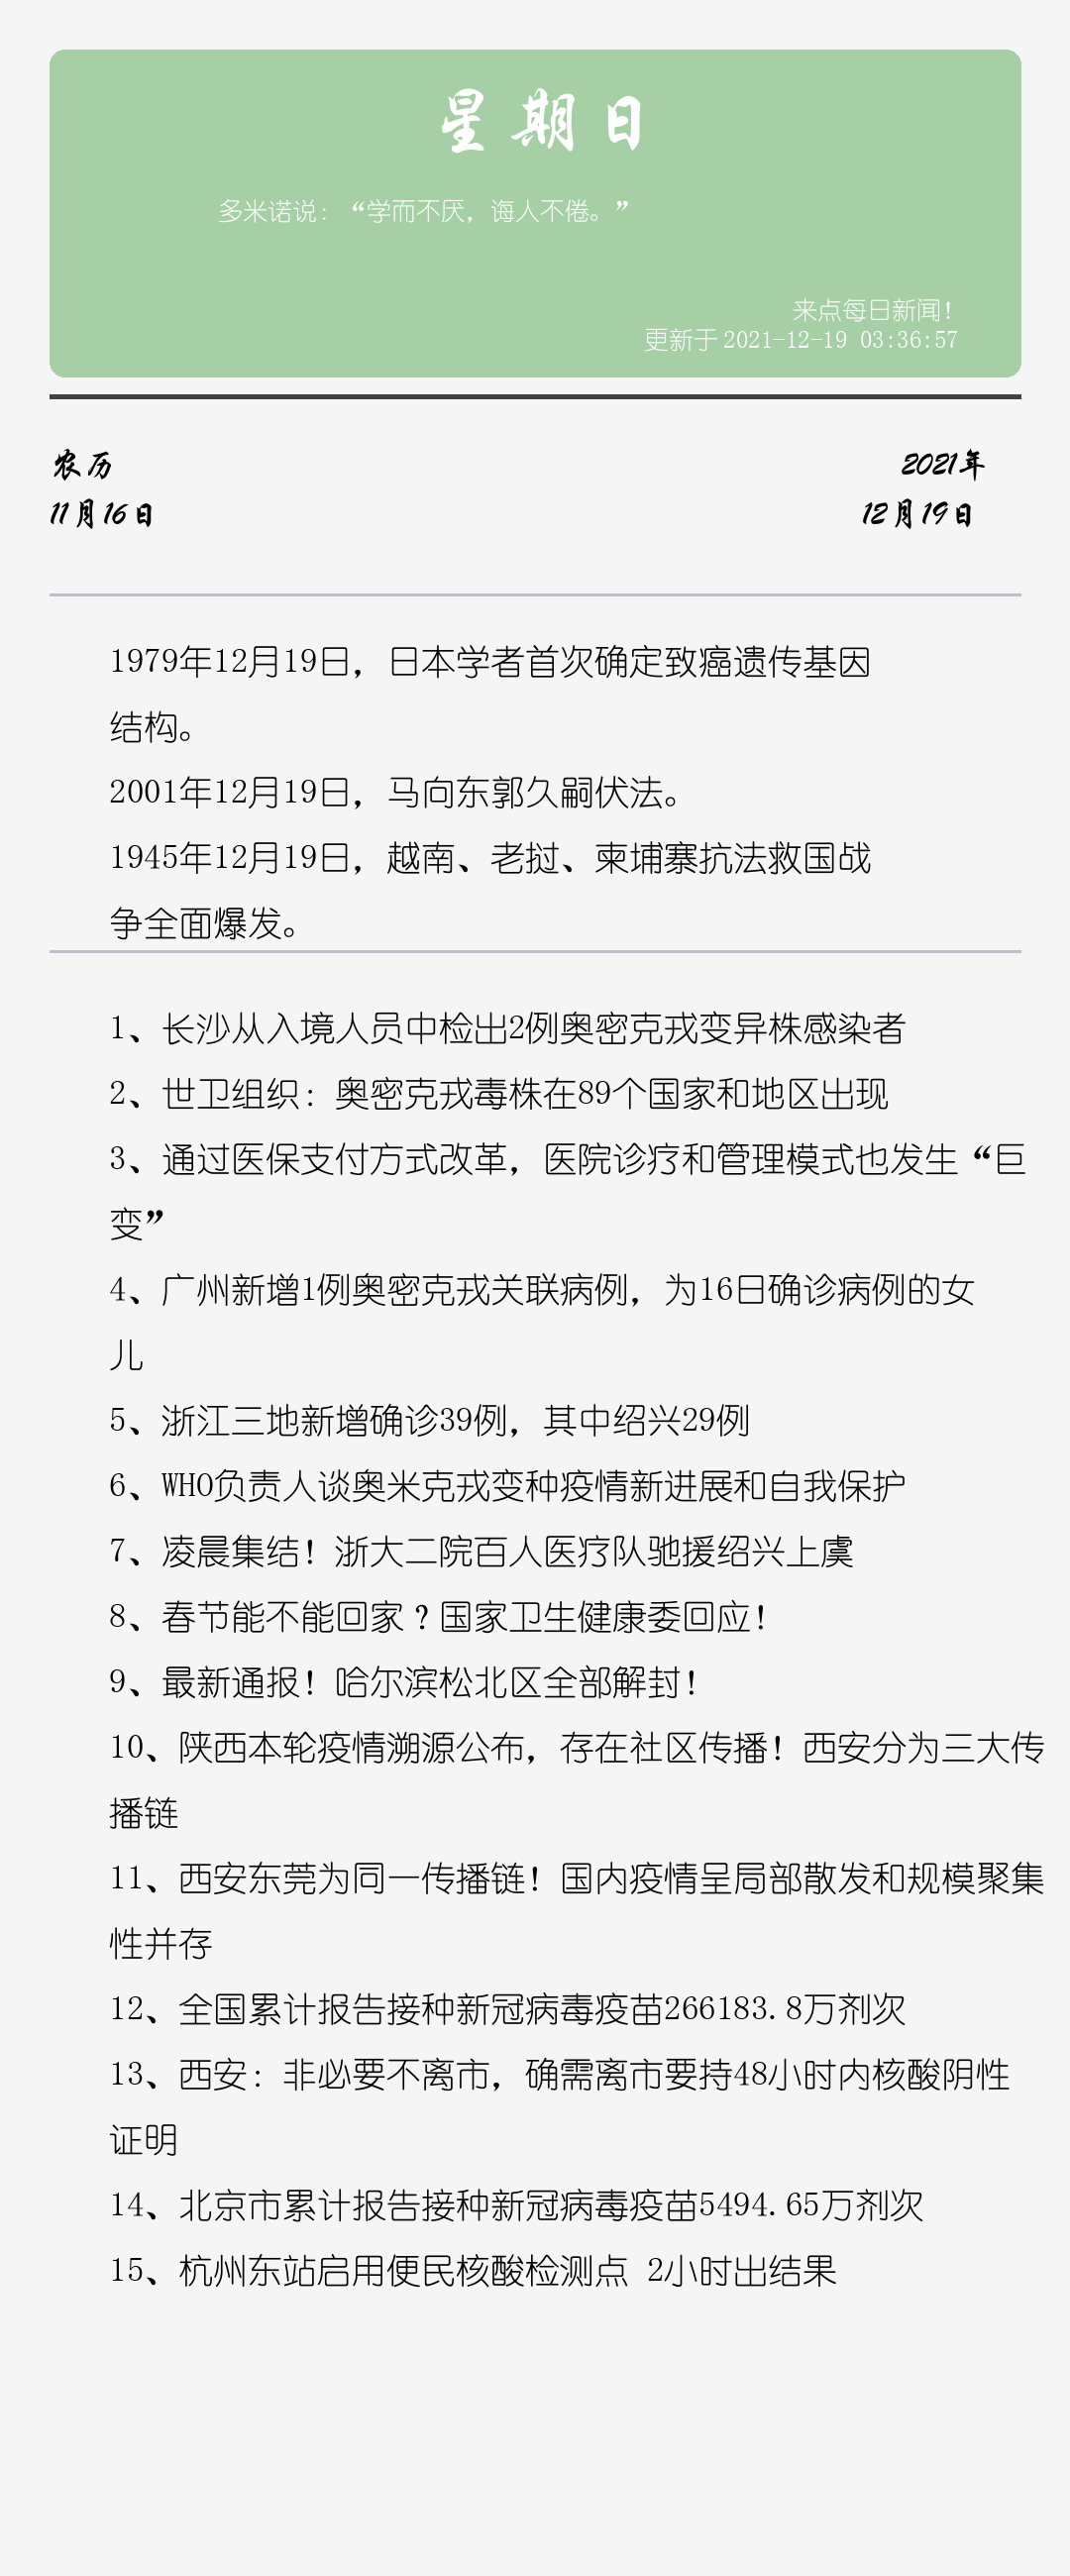 星期日
多米诺说：“学而不厌，诲人不倦。”
来点每日新闻！
更新于 2021-12-19 03:36:57
农历
2021年
11月16日
12月19日
1979年12月19日，日本学者首次确定致癌遗传基因
结构。
2001年12月19日，马向东郭久嗣伏法。
1945年12月19日，越南、老挝、柬埔寨抗法救国战
争全面爆发。
1、长沙从入境人员中检出2例奥密克戎变异株感染者
2、世卫组织：奥密克戎毒株在89个国家和地区出现
3、通过医保支付方式改革，医院诊疗和管理模式也发生“巨
变”
4、广州新增1例奥密克戎关联病例，为16日确诊病例的女
儿
5、浙江三地新增确诊39例，其中绍兴29例
6、WHO负责人谈奥米克戎变种疫情新进展和自我保护
7、凌晨集结！浙大二院百人医疗队驰援绍兴上虞
8、春节能不能回家？国家卫生健康委回应！
9、最新通报！哈尔滨松北区全部解封！
10、陕西本轮疫情溯源公布，存在社区传播！西安分为三大传
播链
11、西安东莞为同一传播链！国内疫情呈局部散发和规模聚集
性并存
12、全国累计报告接种新冠病毒疫苗266183.8万剂次
13、西安：非必要不离市，确需离市要持48小时内核酸阴性
证明
14、北京市累计报告接种新冠病毒疫苗5494.65万剂次
15、杭州东站启用便民核酸检测点 2小时出结果